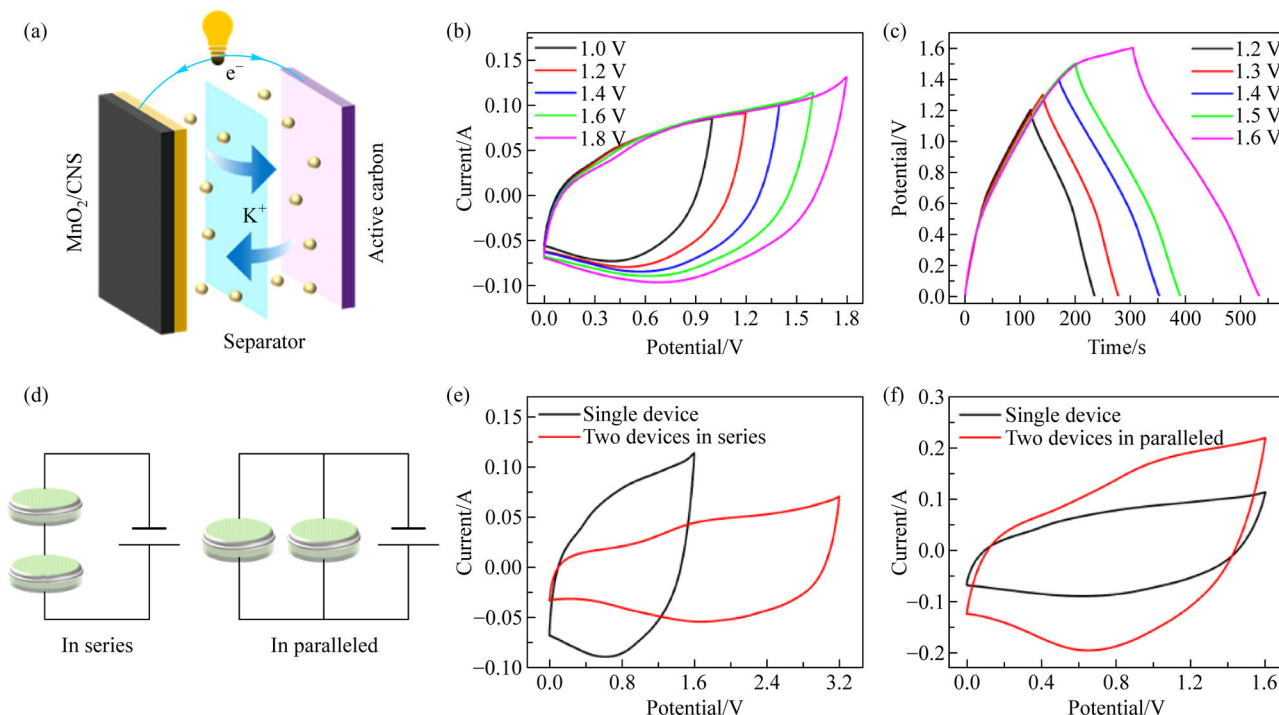 (a)
e⁻
MnO₂/CNS
K⁺
Active carbon
Separator
(b)
1.0 V
1.2 V
1.4 V
1.6 V
1.8 V
0.15
0.10
0.05
0.00
−0.05
−0.10
Current/A
0.0 0.3 0.6 0.9 1.2 1.5 1.8
Potential/V
(c)
1.2 V
1.3 V
1.4 V
1.5 V
1.6 V
1.6
1.4
1.2
1.0
0.8
0.6
0.4
0.2
0.0
Potential/V
0 100 200 300 400 500
Time/s
(d)
In series
In paralleled
(e)
Single device
Two devices in series
0.15
0.10
0.05
0.00
−0.05
−0.10
Current/A
0.0 0.8 1.6 2.4 3.2
Potential/V
(f)
Single device
Two devices in paralleled
0.3
0.2
0.1
0.0
−0.1
−0.2
Current/A
0.0 0.4 0.8 1.2 1.6
Potential/V